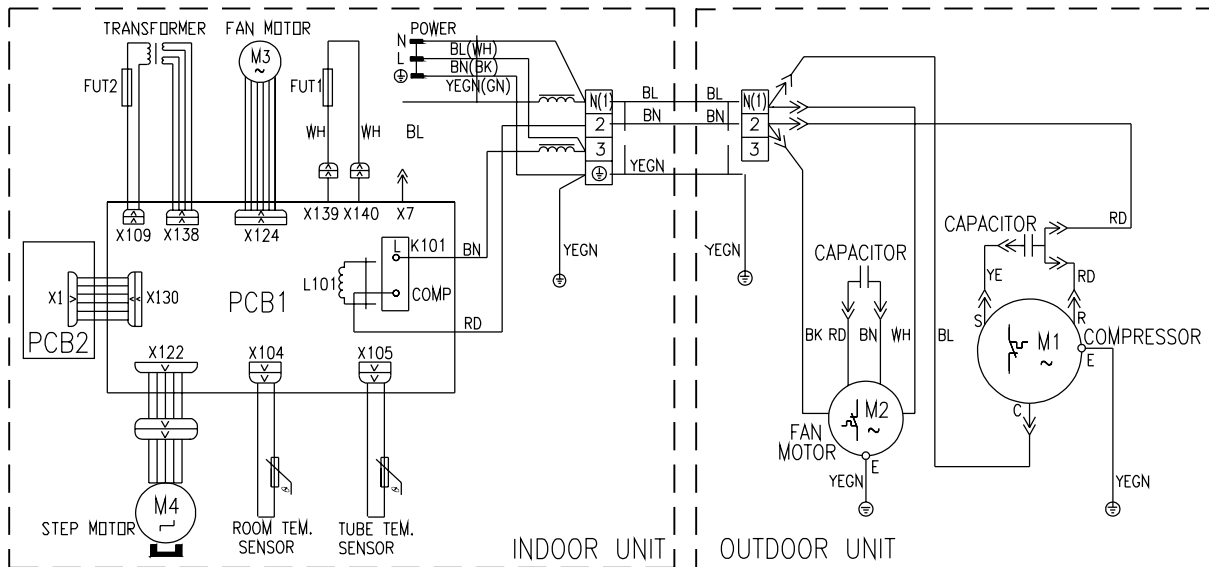 TRANSFORMER
FAN MOTOR
POWER
M3
~
N
L
BL(WH)
BN(BK)
YEGN(GN)
FUT2
FUT1
WH
WH
BL
N(1)
2
3
BL
BN
BL
BN
YEGN
N(1)
2
3
X109
X138
X124
X139
X140
X7
YEGN
YEGN
L
K101
BN
L101
COMP
RD
X1
X130
PCB1
PCB2
X122
X104
X105
M4
STEP MOTOR
ROOM TEM.
SENSOR
TUBE TEM.
SENSOR
θ
θ
INDOOR UNIT
CAPACITOR
RD
CAPACITOR
YE
RD
S
R
M1
~
COMPRESSOR
E
C
BK
RD
BN
WH
BL
M2
~
FAN
MOTOR
E
YEGN
YEGN
OUTDOOR UNIT